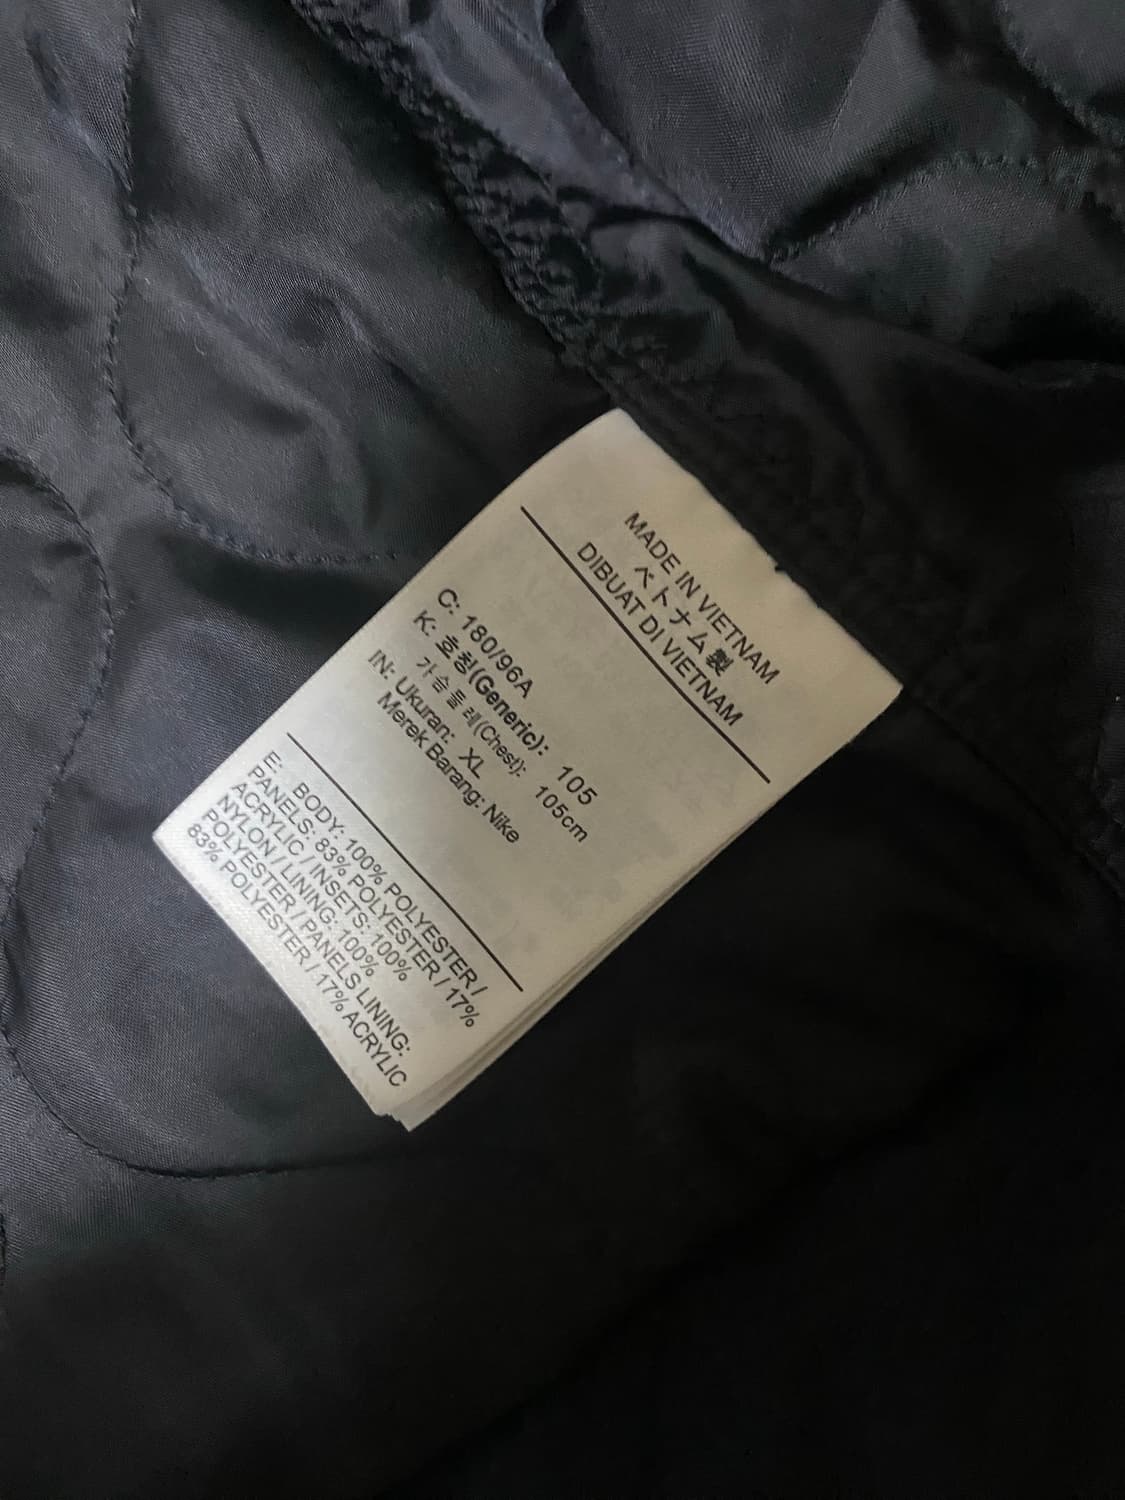 MADE IN VIETNAM
ベトナム製
DIBUAT DI VIETNAM
C: 180/96A
K: 호칭(Generic): 105
가슴둘레(Chest): 105cm
IN: Ukuran: XL
Merek Barang: Nike
E: BODY: 100% POLYESTER /
PANELS: 83% POLYESTER / 17%
ACRYLIC / INSETS: 100%
NYLON / LINING: 100%
POLYESTER / PANELS LINING:
83% POLYESTER / 17% ACRYLIC